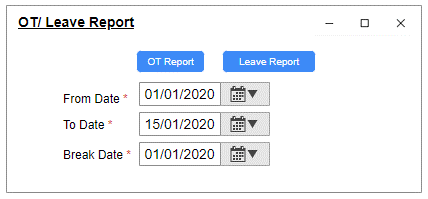 OT/ Leave Report
OT Report Leave Report
From Date * 01/01/2020
To Date * 15/01/2020
Break Date * 01/01/2020